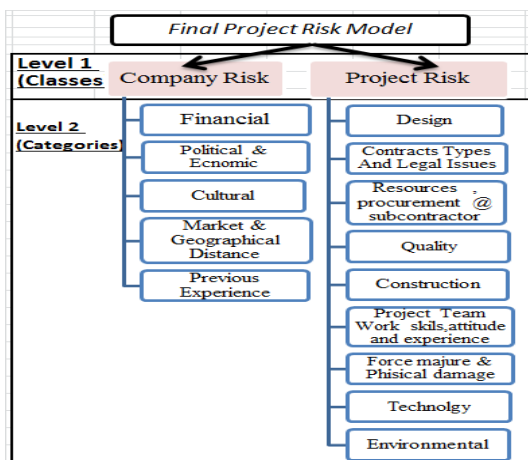 Final Project Risk Model
Level 1
(Classes
Company Risk
Project Risk
Level 2
(Categories)
Financial
Political &
Ecnomic
Cultural
Market &
Geographical
Distance
Previous
Experience
Design
Contracts Types
And Legal Issues
Resources ,
procurement @
subcontractor
Quality
Construction
Project Team
Work skils,attitude
and experience
Force majure &
Phisical damage
Technolgy
Environmental